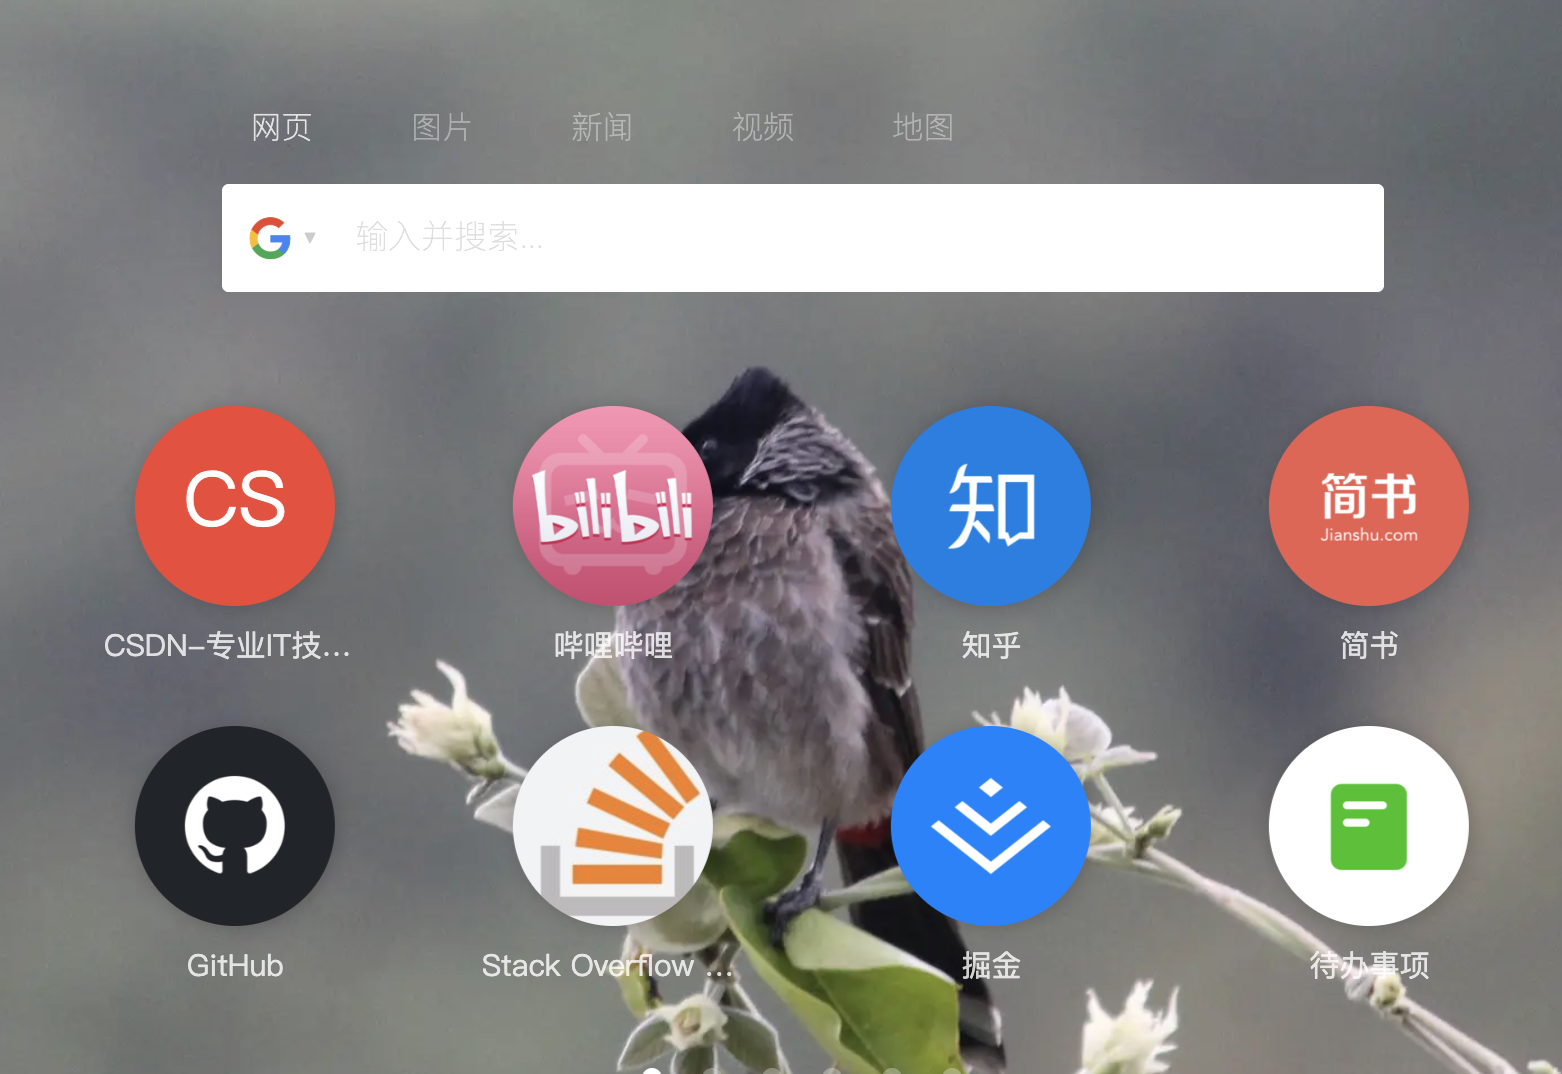 网页 图片 新闻 视频 地图
输入并搜索...
CS
bilibili
知
简书
Jianshu.com
CSDN-专业IT技...
哔哩哔哩
知乎
简书
GitHub
Stack Overflow ...
掘金
待办事项